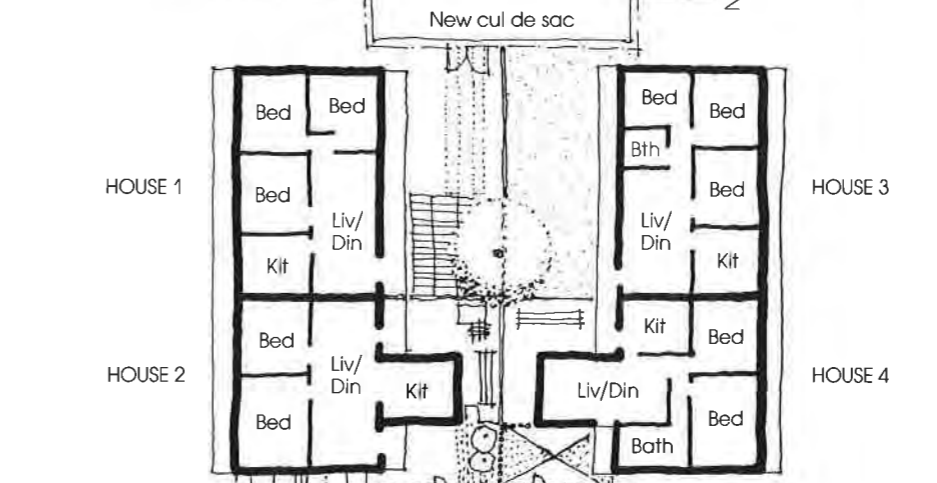 New cul de sac
HOUSE 1
Bed
Bed
Bed
Liv/
Din
Kit
HOUSE 2
Bed
Liv/
Din
Kit
Bed
HOUSE 3
Bed
Bed
Bth
Bed
Liv/
Din
Kit
HOUSE 4
Kit
Bed
Liv/Din
Bed
Bath